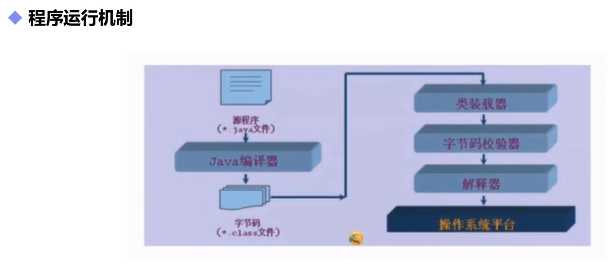 程序运行机制
源程序
(*.java文件)
Java编译器
字节码
(*.class文件)
类装载器
字节码校验器
解释器
操作系统平台